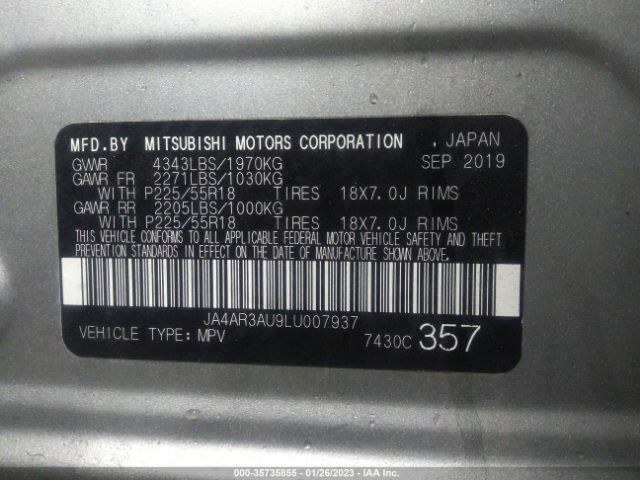 MFD.BY MITSUBISHI MOTORS CORPORATION . JAPAN
GVWR 4343LBS/1970KG SEP 2019
GAWR FR 2271LBS/1030KG
WITH P225/55R18 TIRES 18X7.0J RIMS
GAWR RR 2205LBS/1000KG
WITH P225/55R18 TIRES 18X7.0J RIMS
THIS VEHICLE CONFORMS TO ALL APPLICABLE FEDERAL MOTOR VEHICLE SAFETY AND THEFT
PREVENTION STANDARDS IN EFFECT ON THE DATE OF MANUFACTURE SHOWN ABOVE.
JA4AR3AU9LU007937
VEHICLE TYPE: MPV 7430C 357
000-35735855 — 01/26/2023 — IAA Inc.